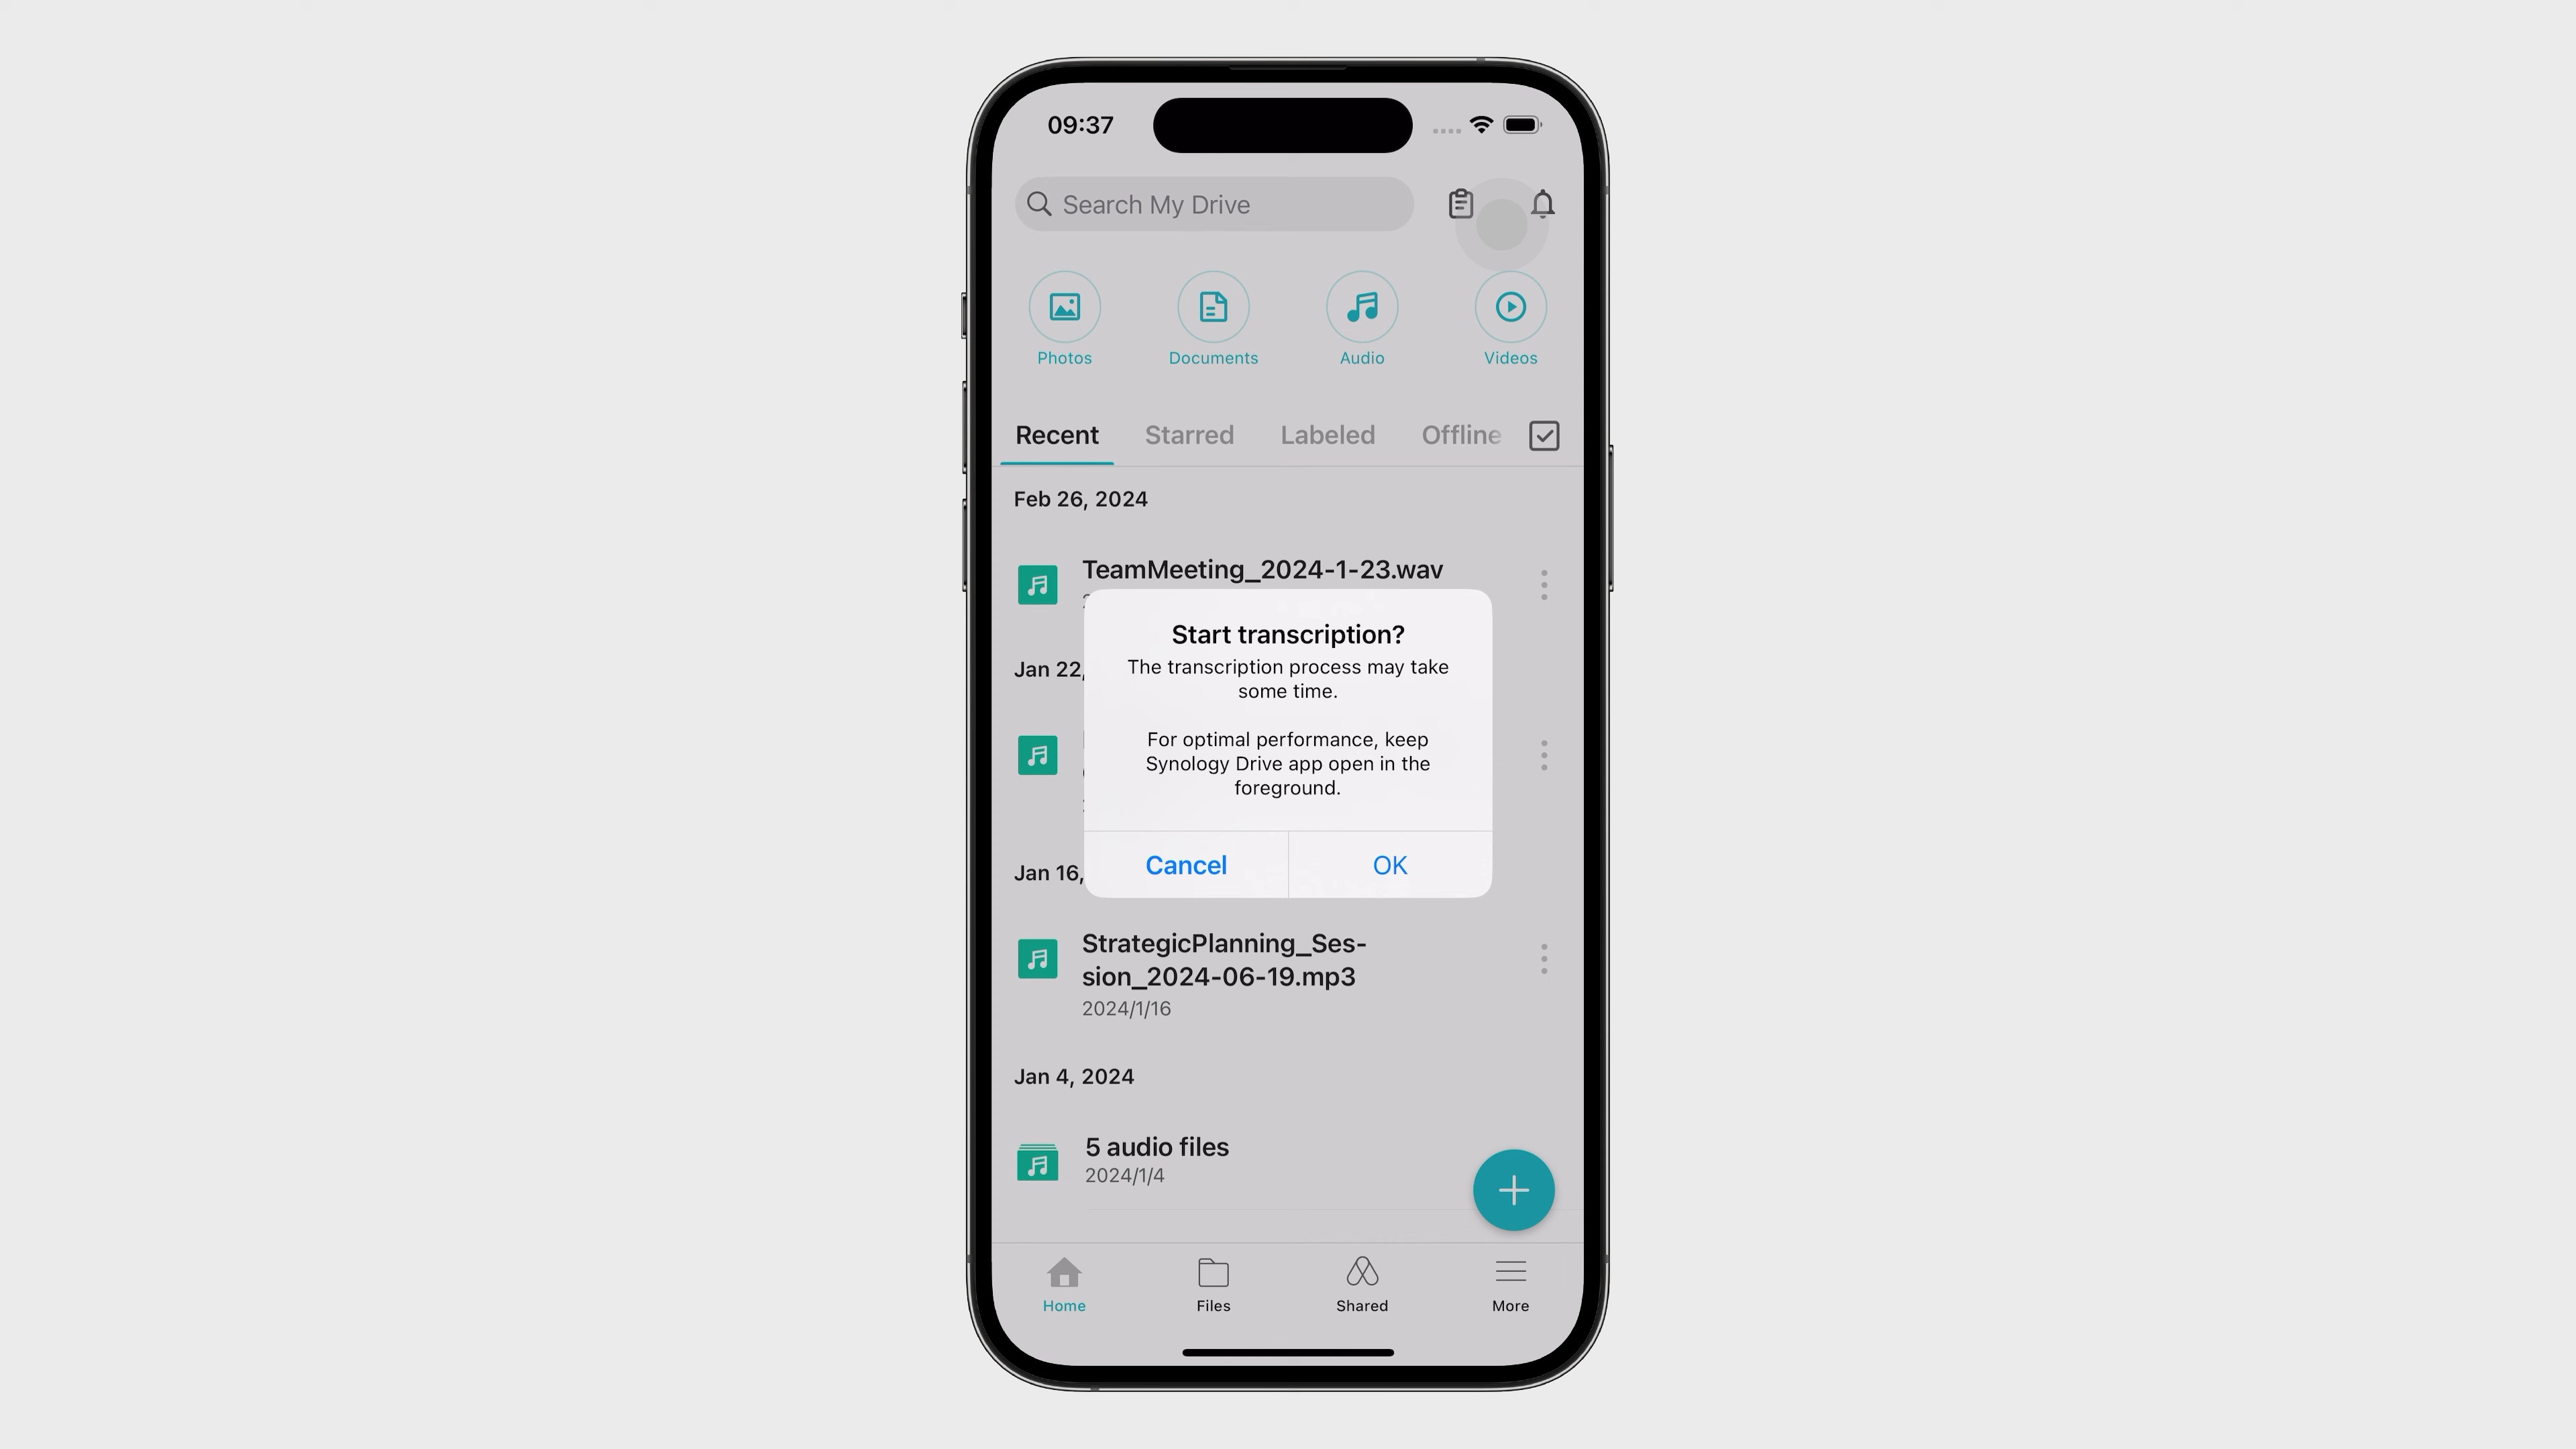 09:37
Search My Drive
Photos
Documents
Audio
Videos
Recent
Starred
Labeled
Offline
Feb 26, 2024
TeamMeeting_2024-1-23.wav
Jan 22,
Start transcription?
The transcription process may take
some time.
For optimal performance, keep
Synology Drive app open in the
foreground.
Cancel
OK
Jan 16,
StrategicPlanning_Ses-
sion_2024-06-19.mp3
2024/1/16
Jan 4, 2024
5 audio files
2024/1/4
Home
Files
Shared
More